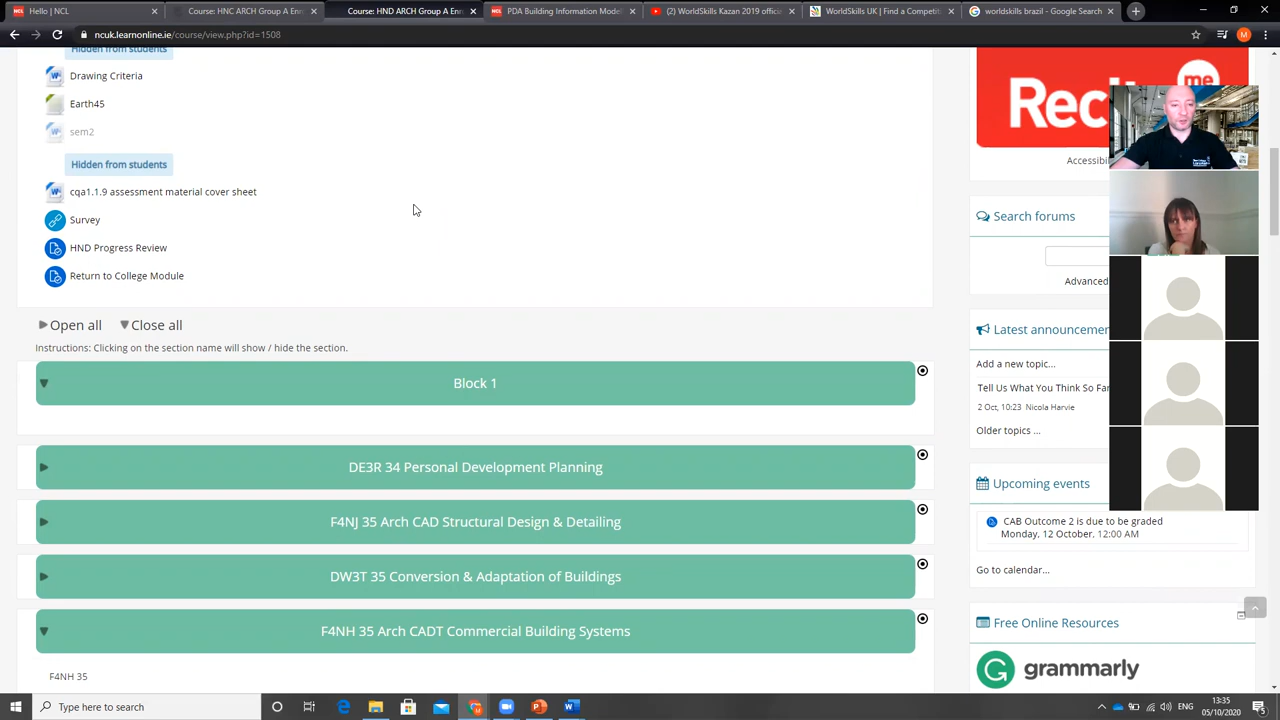 Hello | NCL
Course: HNC ARCH Group A Enr
Course: HND ARCH Group A Enr
PDA Building Information Model
(2) WorldSkills Kazan 2019 offici
WorldSkills UK | Find a Competit
worldskills brazil - Google Search
ncuk.learnonline.ie/course/view.php?id=1508
Hidden from students
Drawing Criteria
Earth45
sem2
Hidden from students
cqa1.1.9 assessment material cover sheet
Survey
HND Progress Review
Return to College Module
Open all
Close all
Instructions: Clicking on the section name will show / hide the section.
Block 1
DE3R 34 Personal Development Planning
F4NJ 35 Arch CAD Structural Design & Detailing
DW3T 35 Conversion & Adaptation of Buildings
F4NH 35 Arch CADT Commercial Building Systems
F4NH 35
Reci
me
Accessibi
Search forums
Advanced
Latest announcemen
Add a new topic...
Tell Us What You Think So Far
2 Oct, 10:23 Nicola Harvie
Older topics ...
Upcoming events
CAB Outcome 2 is due to be graded
Monday, 12 October, 12:00 AM
Go to calendar...
Free Online Resources
grammarly
Type here to search
ENG
13:35
05/10/2020